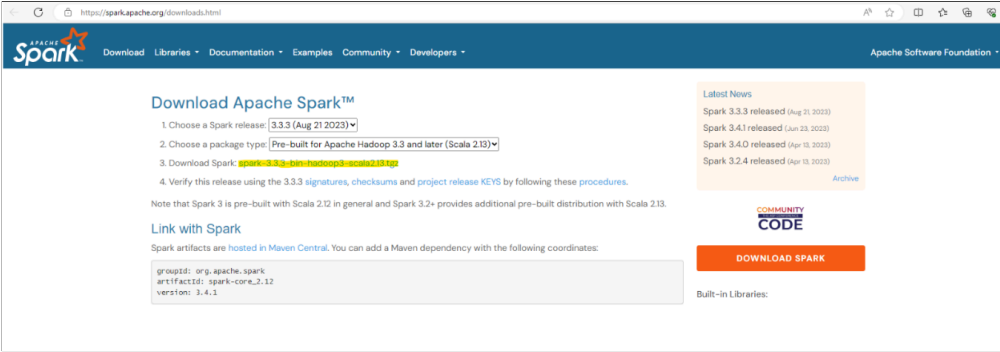 https://spark.apache.org/downloads.html
APACHE
Spark™
Download Libraries Documentation Examples Community Developers Apache Software Foundation
Download Apache Spark™
1. Choose a Spark release: 3.3.3 (Aug 21 2023)
2. Choose a package type: Pre-built for Apache Hadoop 3.3 and later (Scala 2.13)
3. Download Spark: spark-3.3.3-bin-hadoop3-scala2.13.tgz
4. Verify this release using the 3.3.3 signatures, checksums and project release KEYS by following these procedures.
Note that Spark 3 is pre-built with Scala 2.12 in general and Spark 3.2+ provides additional pre-built distribution with Scala 2.13.
Link with Spark
Spark artifacts are hosted in Maven Central. You can add a Maven dependency with the following coordinates:
groupId: org.apache.spark
artifactId: spark-core_2.12
version: 3.4.1
Latest News
Spark 3.3.3 released (Aug 21, 2023)
Spark 3.4.1 released (Jun 23, 2023)
Spark 3.4.0 released (Apr 13, 2023)
Spark 3.2.4 released (Apr 13, 2023)
Archive
COMMUNITY
CODE
DOWNLOAD SPARK
Built-in Libraries: